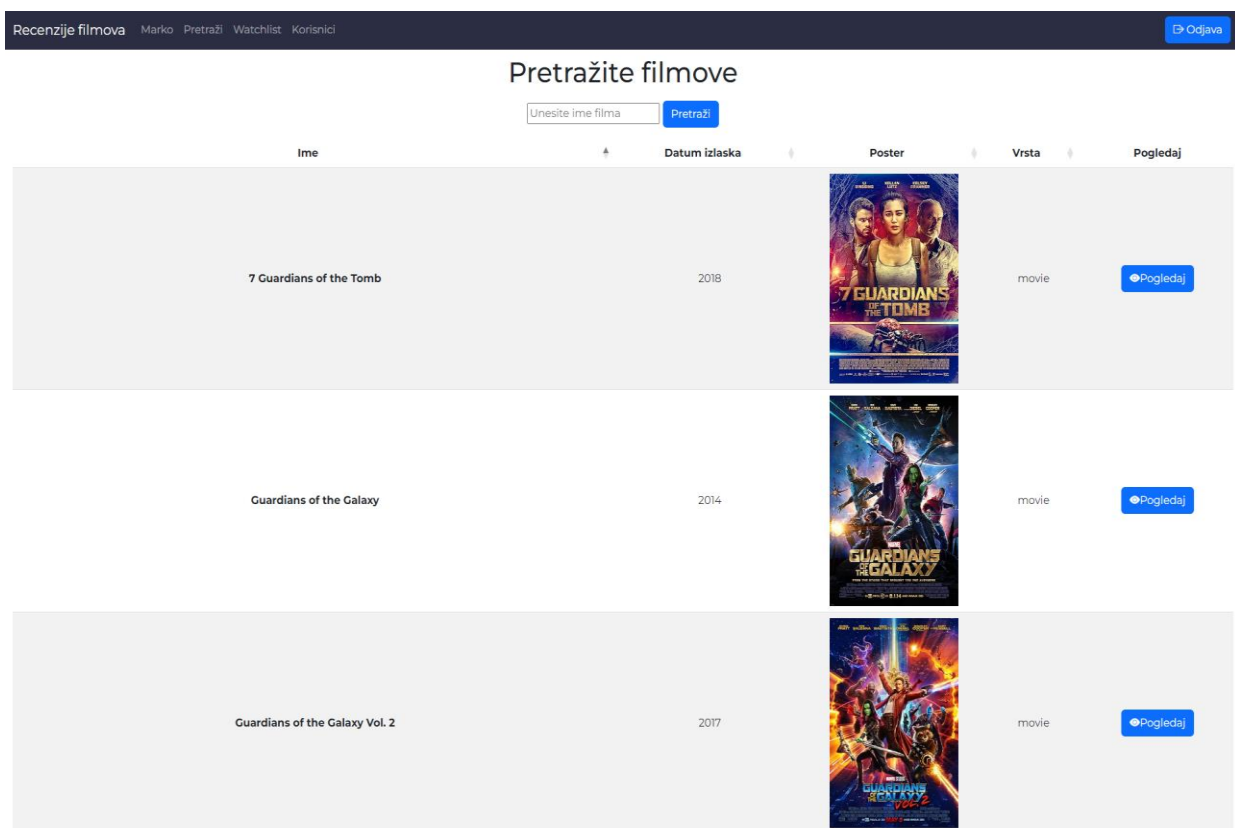 Recenzije filmova Marko Pretraži Watchlist Korisnici Odjava
Pretražite filmove
Unesite ime filma Pretraži
Ime Datum izlaska Poster Vrsta Pogledaj
7 GUARDIANS
OF
THE TOMB
7 Guardians of the Tomb 2018 movie Pogledaj
GUARDIANS
OF
THE GALAXY
Guardians of the Galaxy 2014 movie Pogledaj
GUARDIANS
OF
THE GALAXY
VOL. 2
Guardians of the Galaxy Vol. 2 2017 movie Pogledaj